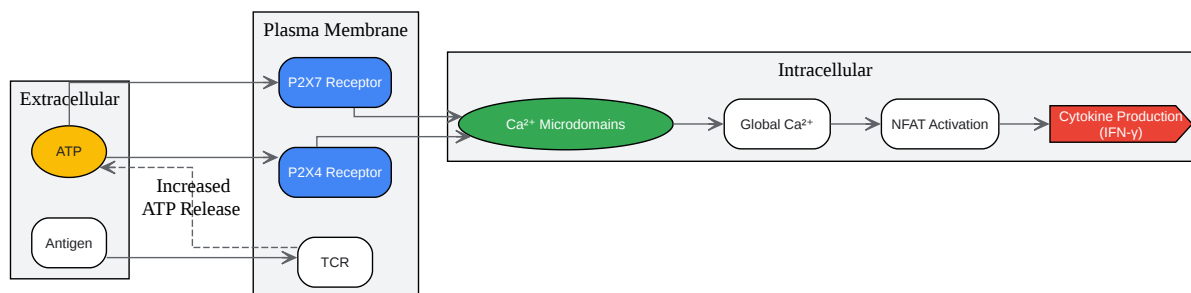 Extracellular
ATP
Antigen
Increased
ATP Release
Plasma Membrane
P2X7 Receptor
P2X4 Receptor
TCR
Intracellular
Ca²⁺ Microdomains
Global Ca²⁺
NFAT Activation
Cytokine Production
(IFN-γ)